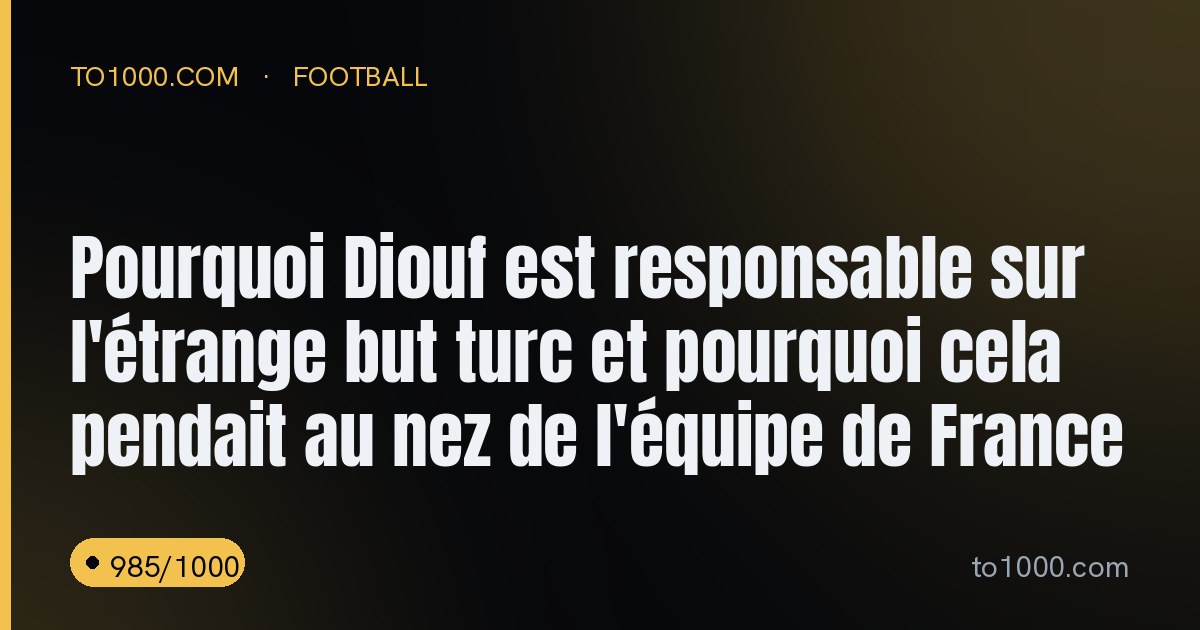 TO1000.COM · FOOTBALL
Pourquoi Diouf est responsable sur
l'étrange but turc et pourquoi cela
pendait au nez de l'équipe de France
985/1000
to1000.com